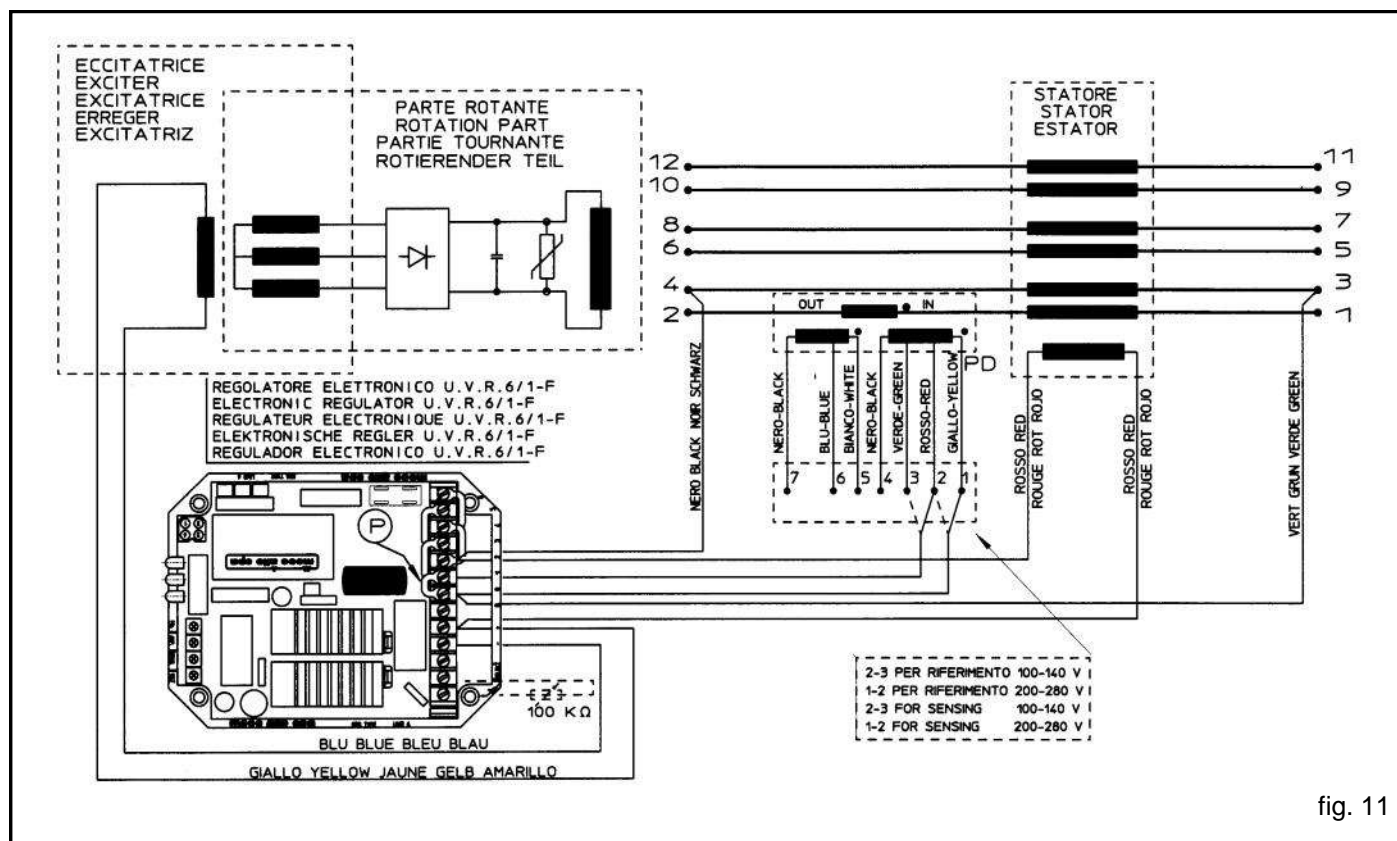 ECCITATRICE
EXCITER
EXCITATRICE
ERREGER
EXCITATRIZ
PARTE ROTANTE
ROTATION PART
PARTIE TOURNANTE
ROTIERENDER TEIL
STATORE
STATOR
ESTATOR
12
10
8
6
4
2
11
9
7
5
3
1
OUT
IN
PD
NERO-BLACK
BLU-BLUE
BIANCO-WHITE
NERO-BLACK
VERDE-GREEN
ROSSO-RED
GIALLO-YELLOW
7
6
5
4
3
2
1
NERO BLACK NOIR SCHWARZ
ROSSO RED
ROUGE ROT ROJO
ROSSO RED
ROUGE ROT ROJO
VERT GRUN VERDE GREEN
REGOLATORE ELETTRONICO U.V.R.6/1-F
ELECTRONIC REGULATOR U.V.R.6/1-F
REGULATEUR ELECTRONIQUE U.V.R.6/1-F
ELEKTRONISCHE REGLER U.V.R.6/1-F
REGULADOR ELECTRONICO U.V.R.6/1-F
P
100 KΩ
2-3 PER RIFERIMENTO 100-140 V
1-2 PER RIFERIMENTO 200-280 V
2-3 FOR SENSING 100-140 V
1-2 FOR SENSING 200-280 V
BLU BLUE BLEU BLAU
GIALLO YELLOW JAUNE GELB AMARILLO
fig. 11